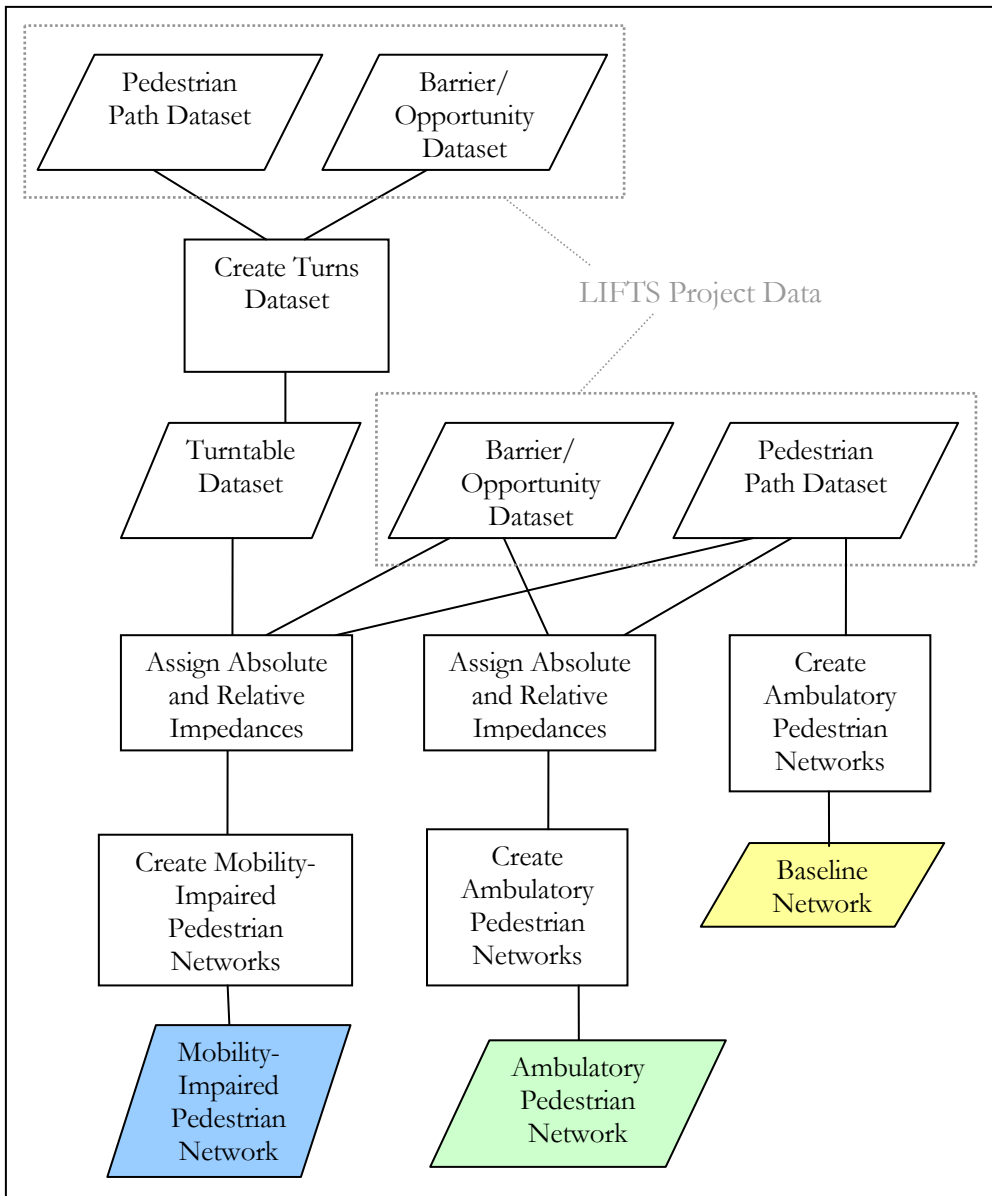 Pedestrian
Path Dataset
Barrier/
Opportunity
Dataset
Create Turns
Dataset
LIFTS Project Data
Turntable
Dataset
Barrier/
Opportunity
Dataset
Pedestrian
Path Dataset
Assign Absolute
and Relative
Impedances
Assign Absolute
and Relative
Impedances
Create
Ambulatory
Pedestrian
Networks
Create Mobility-
Impaired
Pedestrian
Networks
Create
Ambulatory
Pedestrian
Networks
Baseline
Network
Mobility-
Impaired
Pedestrian
Network
Ambulatory
Pedestrian
Network